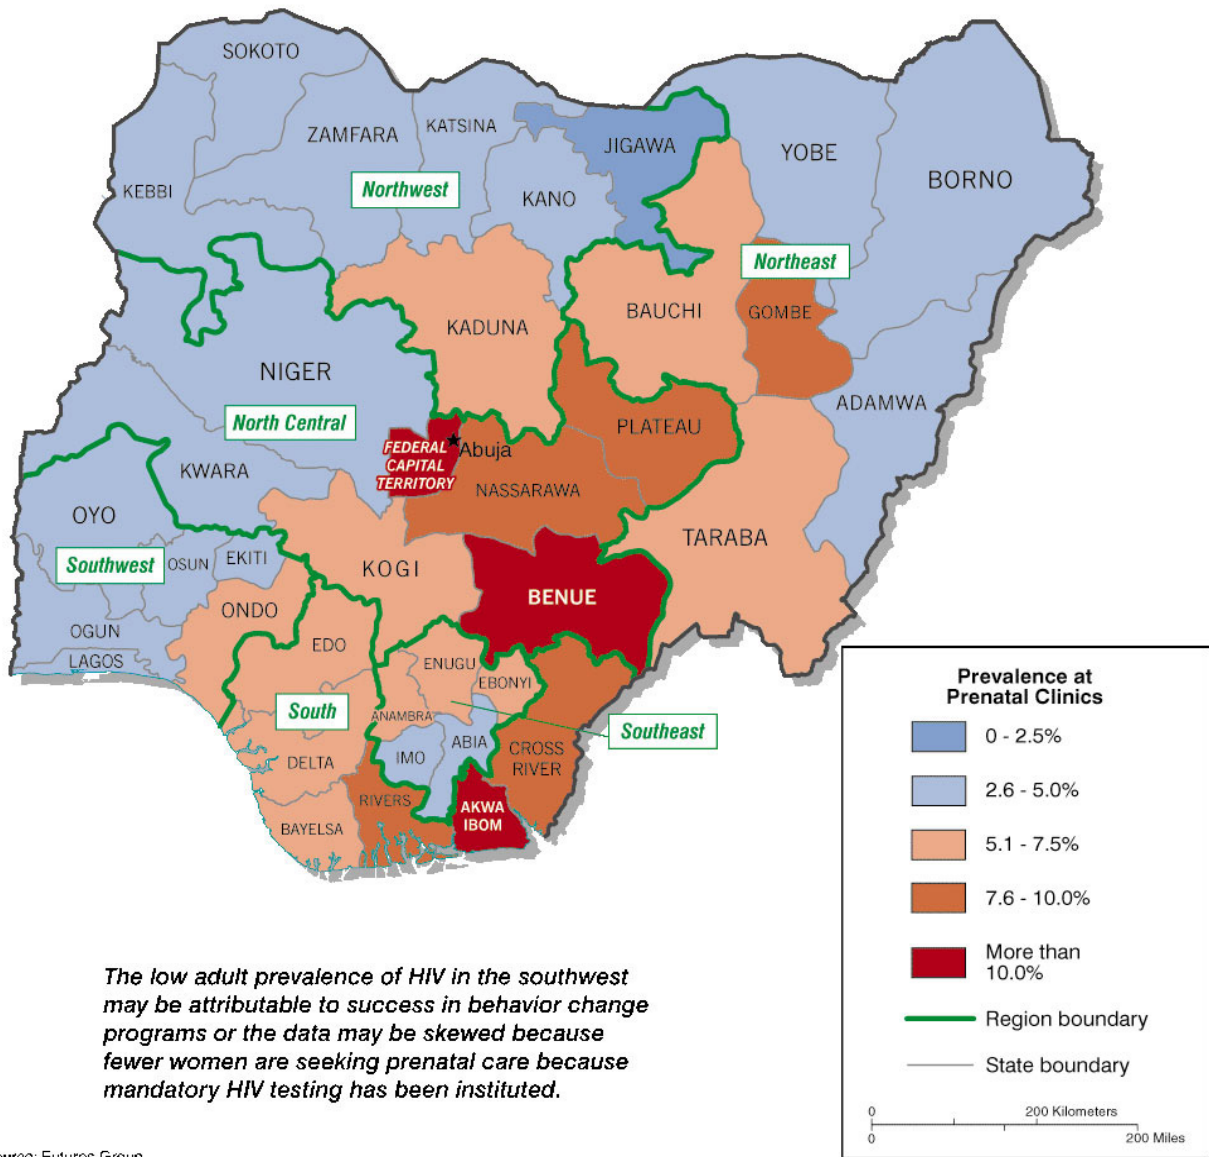 SOKOTO
ZAMFARA
KATSINA
JIGAWA
YOBE
BORNO
KEBBI
Northwest
KANO
Northeast
BAUCHI
GOMBE
KADUNA
NIGER
ADAMWA
North Central
PLATEAU
FEDERAL
CAPITAL
TERRITORY
Abuja
KWARA
NASSARAWA
OYO
TARABA
Southwest
OSUN
EKITI
KOGI
BENUE
ONDO
OGUN
EDO
LAGOS
ENUGU
EBONYI
South
ANAMBRA
Southeast
IMO
ABIA
CROSS
RIVER
DELTA
RIVERS
AKWA
IBOM
BAYELSA
Prevalence at
Prenatal Clinics
0 - 2.5%
2.6 - 5.0%
5.1 - 7.5%
7.6 - 10.0%
More than
10.0%
Region boundary
State boundary
0 200 Kilometers
0 200 Miles
The low adult prevalence of HIV in the southwest
may be attributable to success in behavior change
programs or the data may be skewed because
fewer women are seeking prenatal care because
mandatory HIV testing has been instituted.
Futures Group